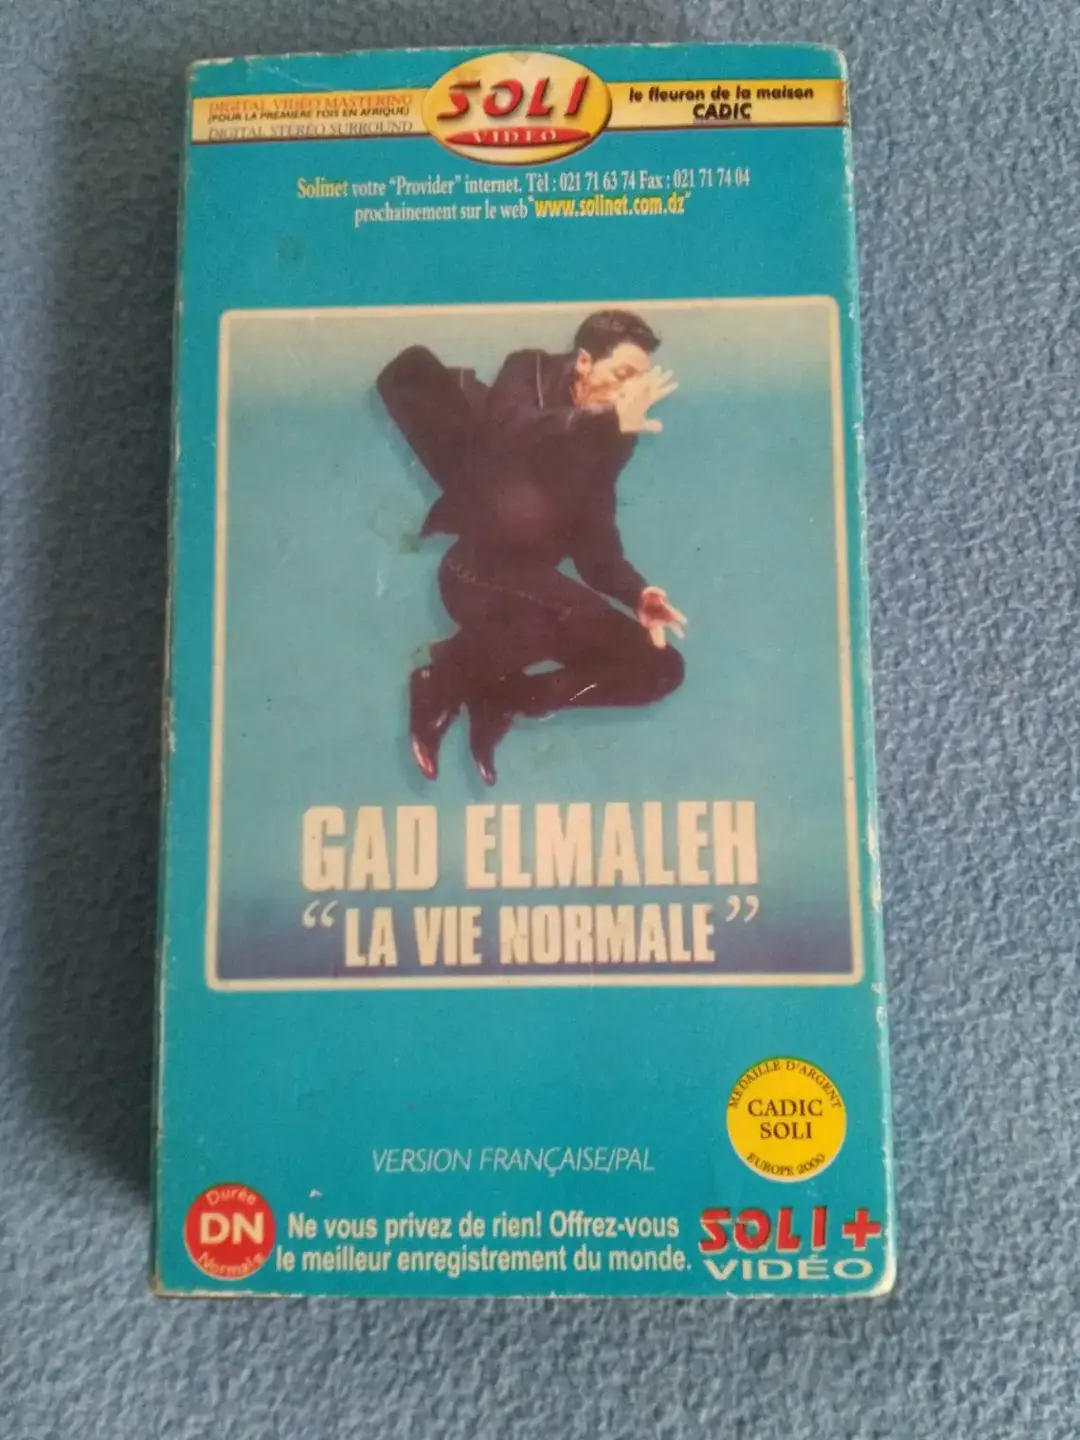 DIGITAL VIDÉO MASTERING
(POUR LA PREMIÈRE FOIS EN AFRIQUE)
DIGITAL STÉRÉO SURROUND
SOLI
VIDÉO
le fleuron de la maison
CADIC
Solinet votre "Provider" internet. Tèl : 021 71 63 74 Fax : 021 71 74 04
prochainement sur le web "www.solinet.com.dz"
GAD ELMALEH
“LA VIE NORMALE”
MEDAILLE D'ARGENT
CADIC
SOLI
EUROPE 2000
VERSION FRANÇAISE/PAL
Durée
DN
Normale
Ne vous privez de rien! Offrez-vous
le meilleur enregistrement du monde.
SOLI+
VIDÉO